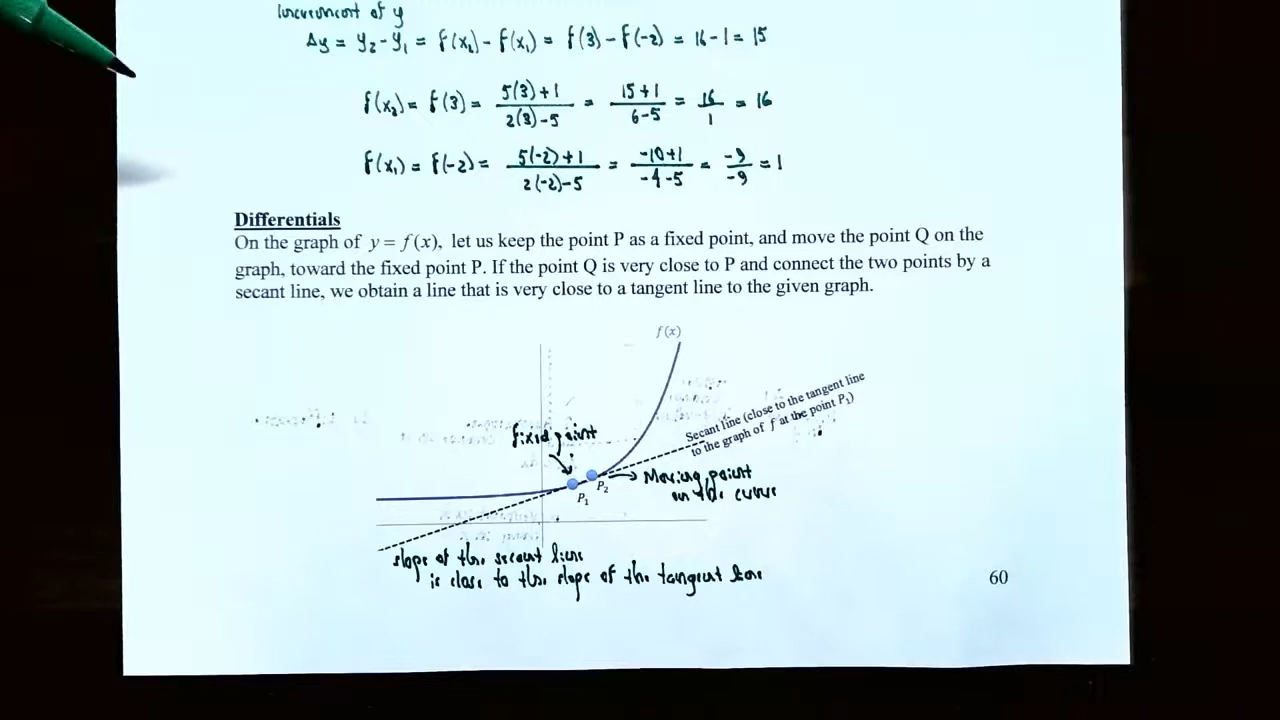 Increment of y
Δy = y₂ - y₁ = f(x₂) - f(x₁) = f(3) - f(-2) = 16 - 1 = 15
f(x₂) = f(3) = (5(3)+1)/(2(3)-5) = (15+1)/(6-5) = 16/1 = 16
f(x₁) = f(-2) = (5(-2)+1)/(2(-2)-5) = (-10+1)/(-4-5) = -9/-9 = 1
Differentials
On the graph of y = f(x), let us keep the point P as a fixed point, and move the point Q on the
graph, toward the fixed point P. If the point Q is very close to P and connect the two points by a
secant line, we obtain a line that is very close to a tangent line to the given graph.
f(x)
Secant line (close to the tangent line
to the graph of f at the point P₁)
fixed point
P₁
P₂
Moving point
on the curve
slope of the secant line
is close to the slope of the tangent line
60